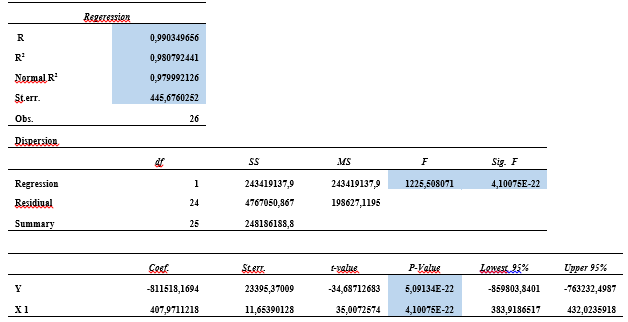 Regeression
R 0,990349656
R² 0,980792441
Normal R² 0,979992126
St.err. 445,6760252
Obs. 26
Dispersion
df SS MS F Sig. F
Regression 1 243419137,9 243419137,9 1225,508071 4,10075E-22
Residiual 24 4767050,867 198627,1195
Summary 25 248186188,8
Coef. St.err. t-value P-Value Lowest 95% Upper 95%
Y -811518,1694 23395,37009 -34,68712683 5,09134E-22 -859803,8401 -763232,4987
X 1 407,9711218 11,65390128 35,0072574 4,10075E-22 383,9186517 432,0235918